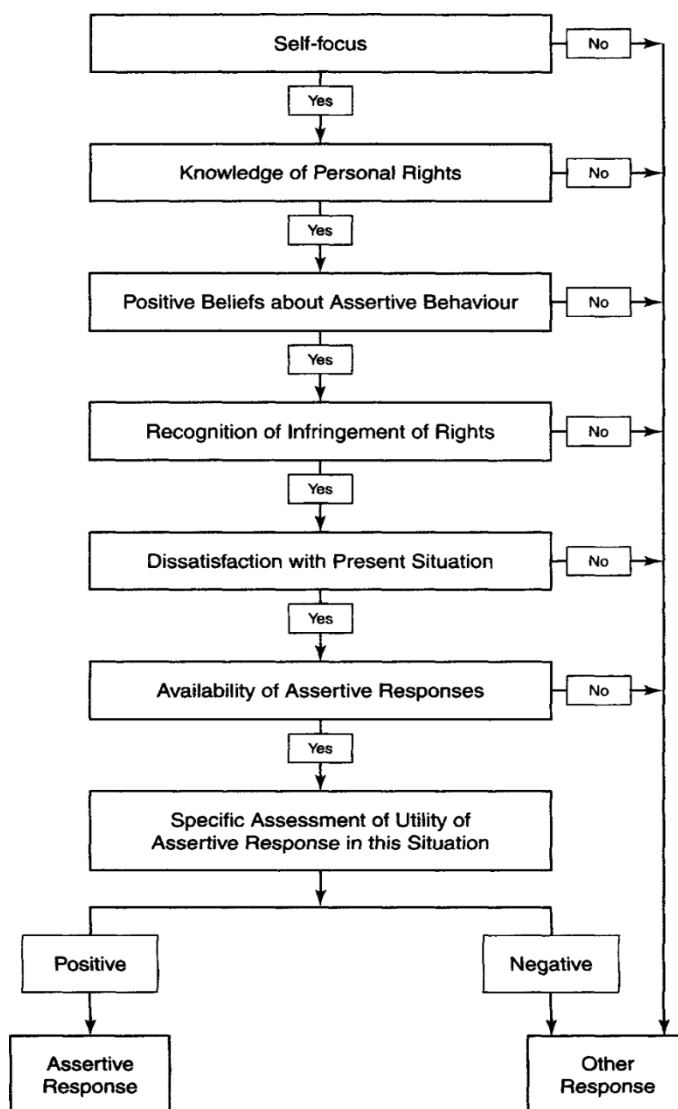 Self-focus
No
Yes
Knowledge of Personal Rights
No
Yes
Positive Beliefs about Assertive Behaviour
No
Yes
Recognition of Infringement of Rights
No
Yes
Dissatisfaction with Present Situation
No
Yes
Availability of Assertive Responses
No
Yes
Specific Assessment of Utility of
Assertive Response in this Situation
Positive
Negative
Assertive
Response
Other
Response